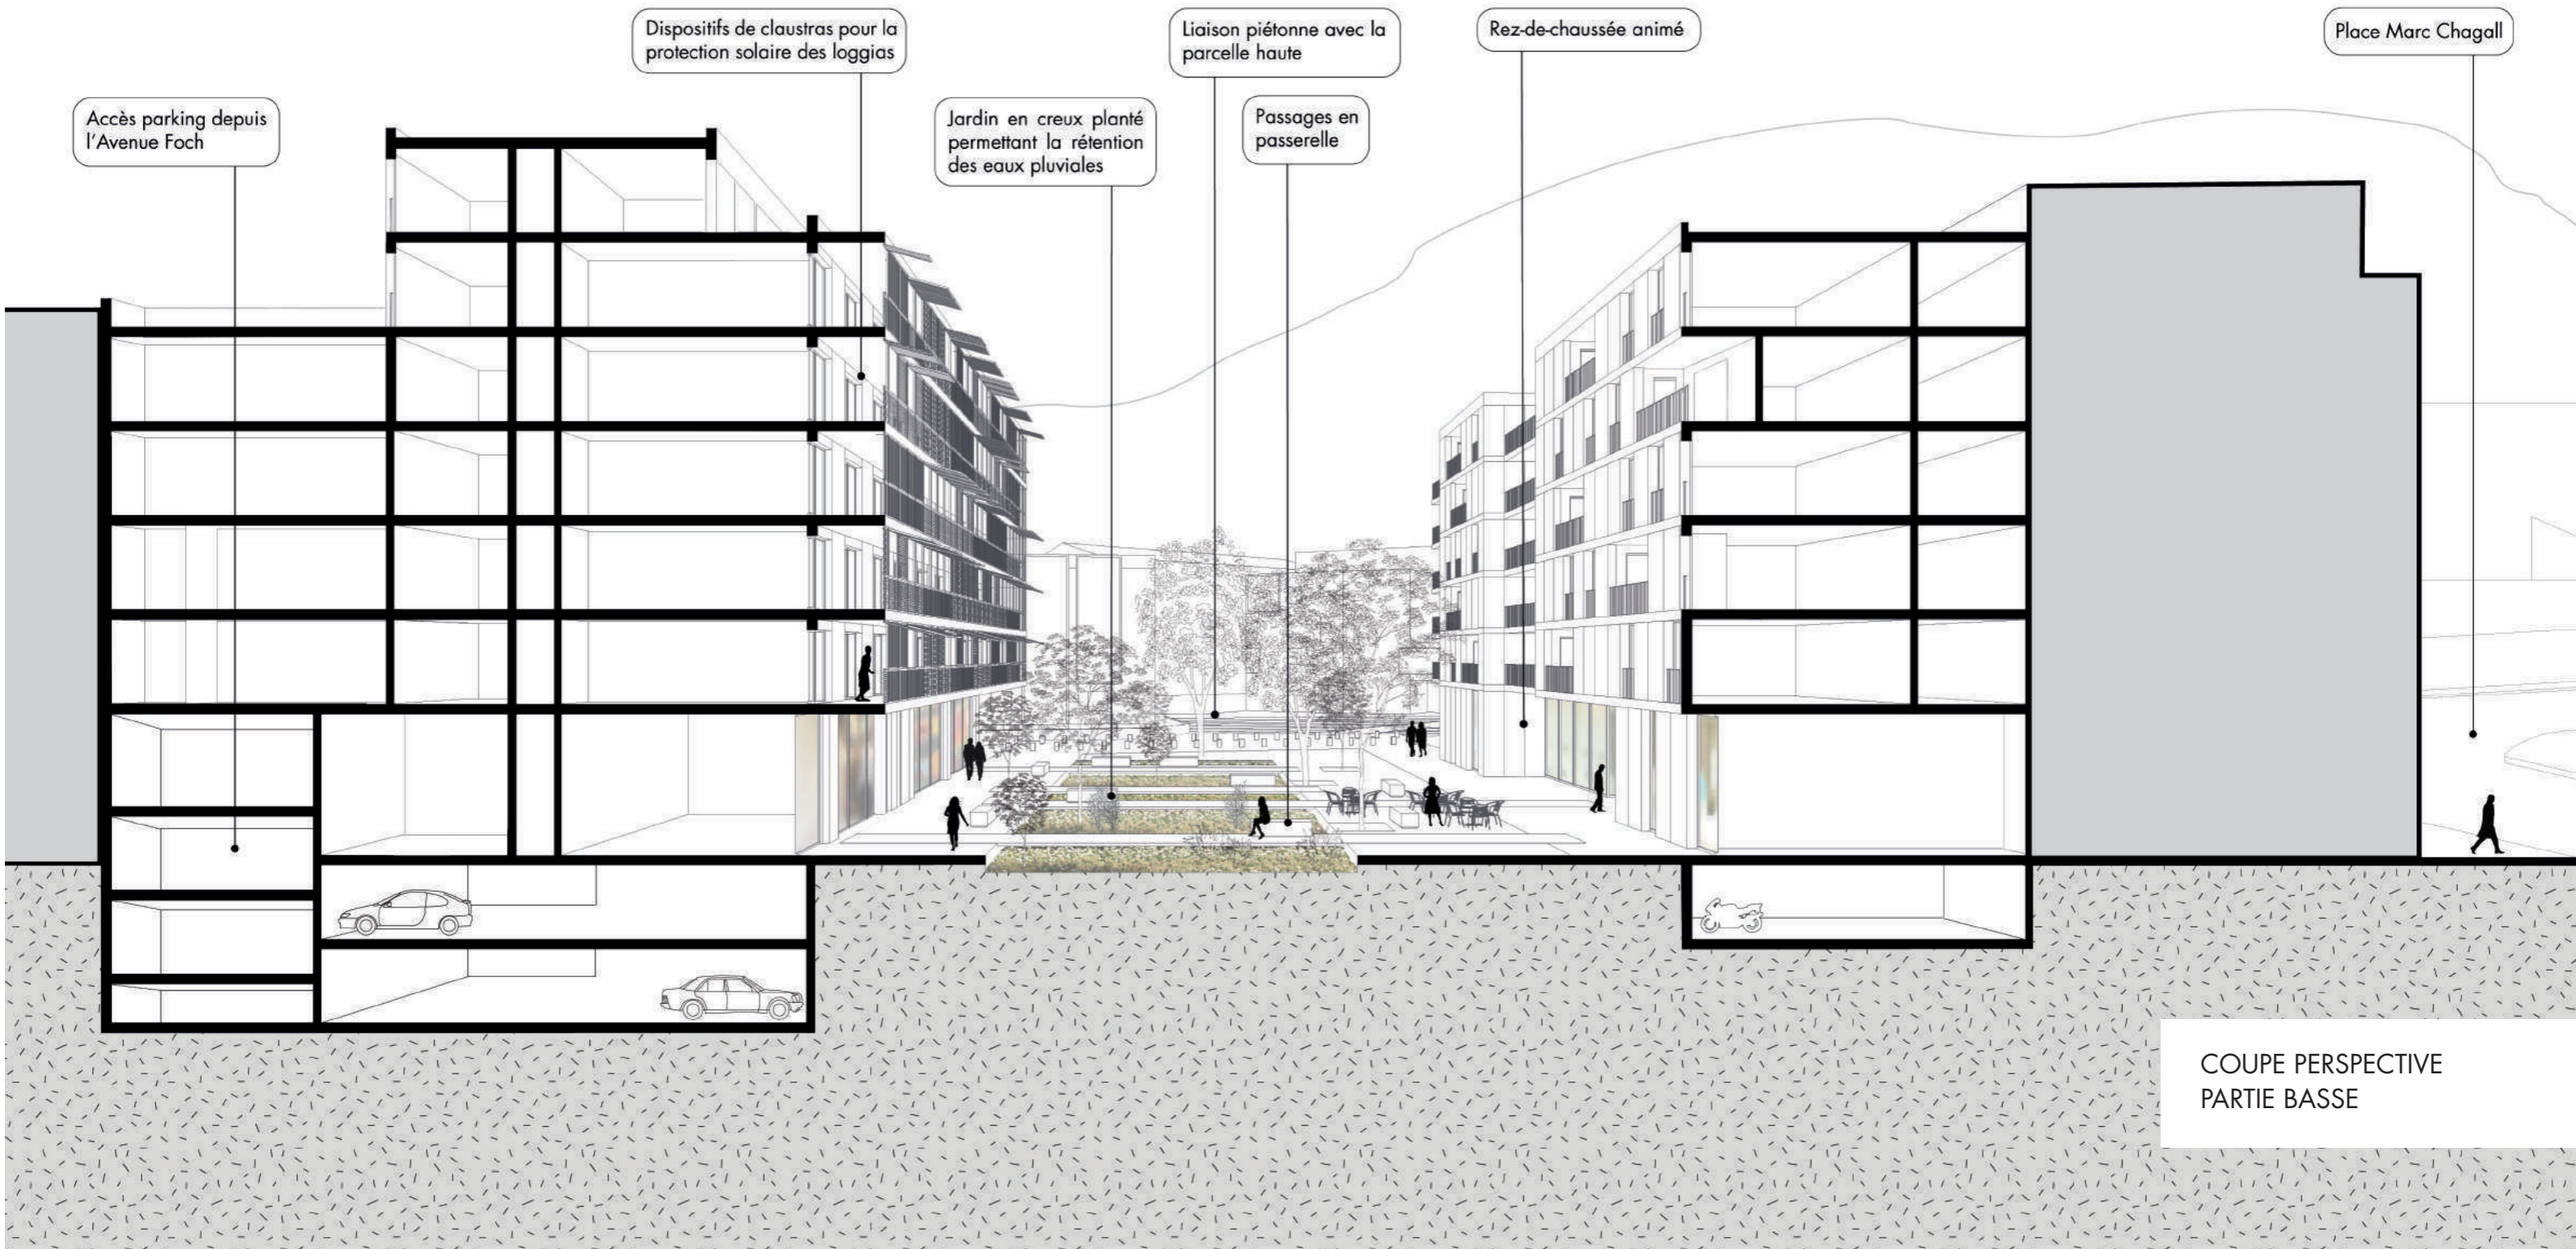 Dispositifs de claustras pour la
protection solaire des loggias
Liaison piétonne avec la
parcelle haute
Rez-de-chaussée animé
Place Marc Chagall
Accès parking depuis
l'Avenue Foch
Jardin en creux planté
permettant la rétention
des eaux pluviales
Passages en
passerelle
COUPE PERSPECTIVE
PARTIE BASSE